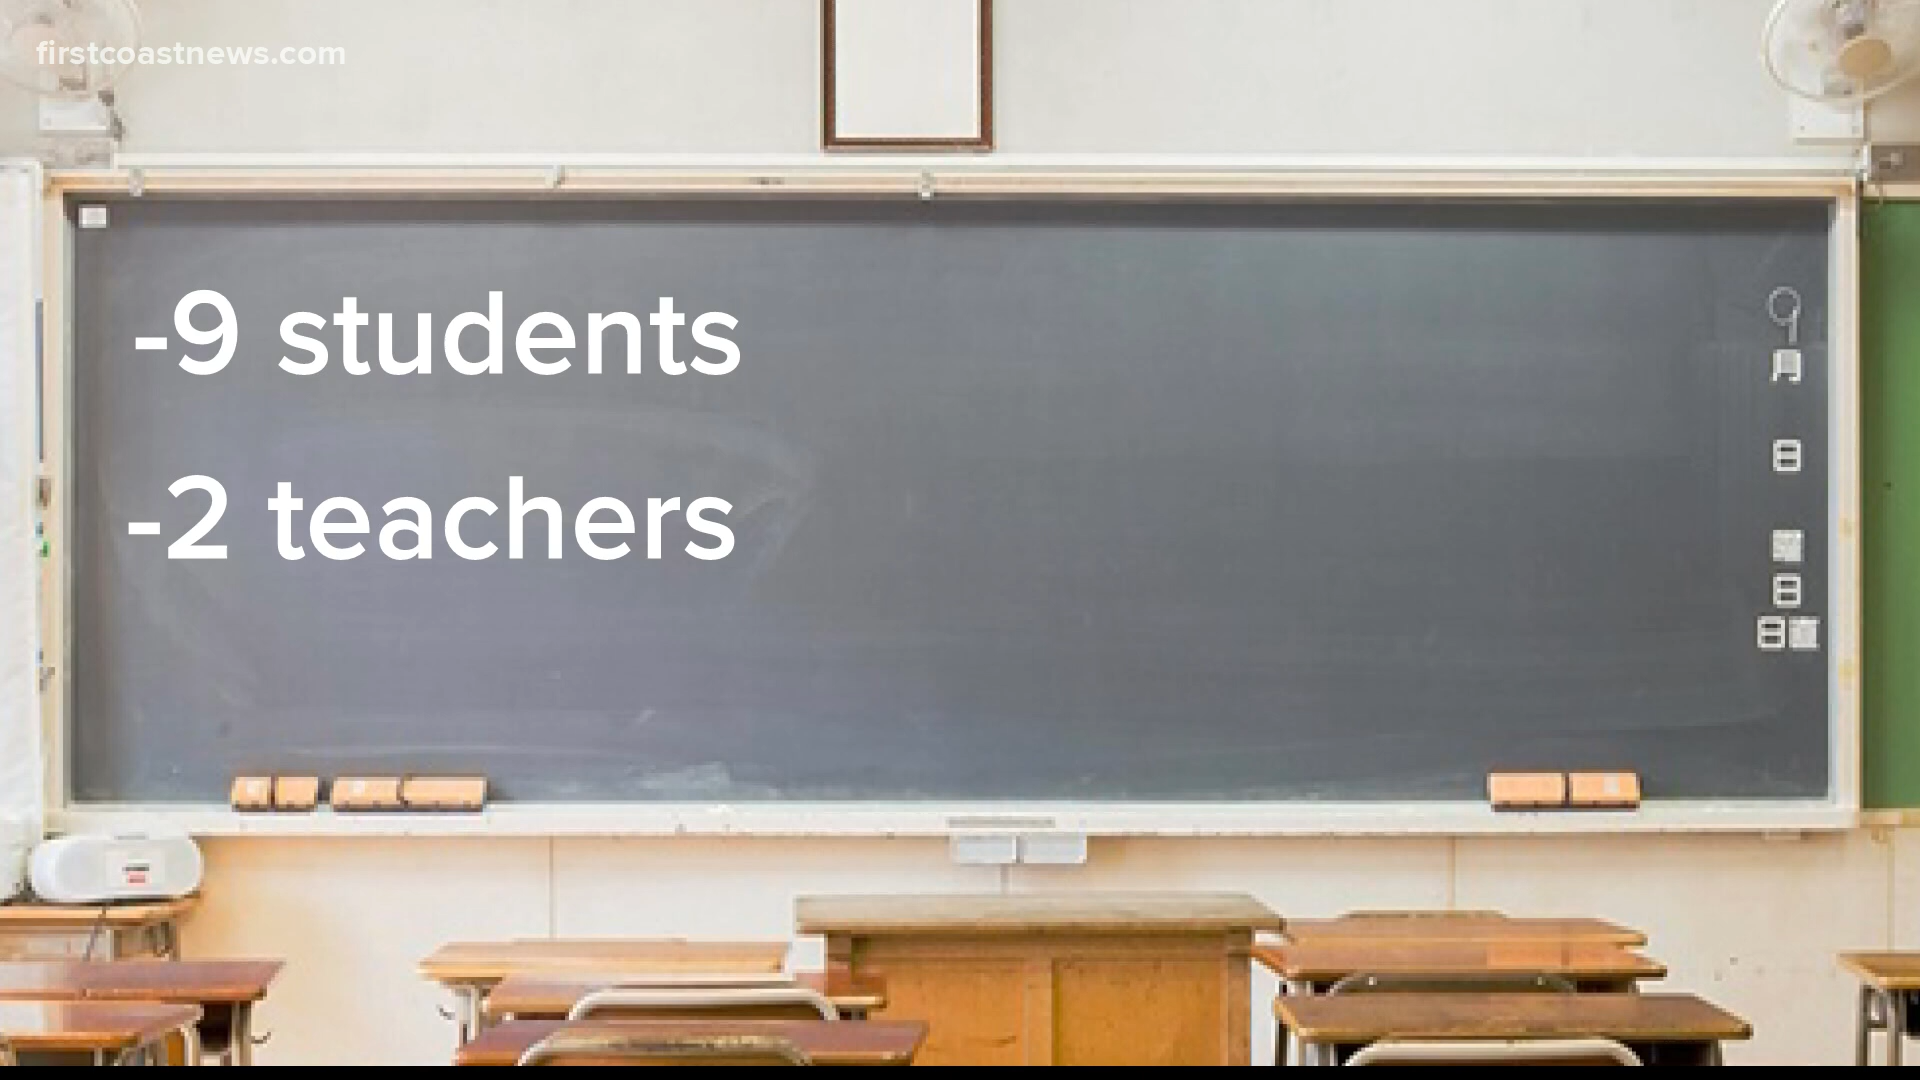 firstcoastnews.com
-9 students
-2 teachers
月
日
日
日直